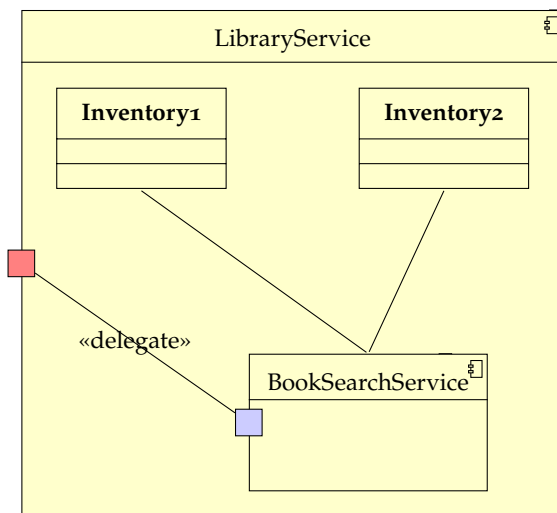 LibraryService
Inventory1
Inventory2
«delegate»
BookSearchService